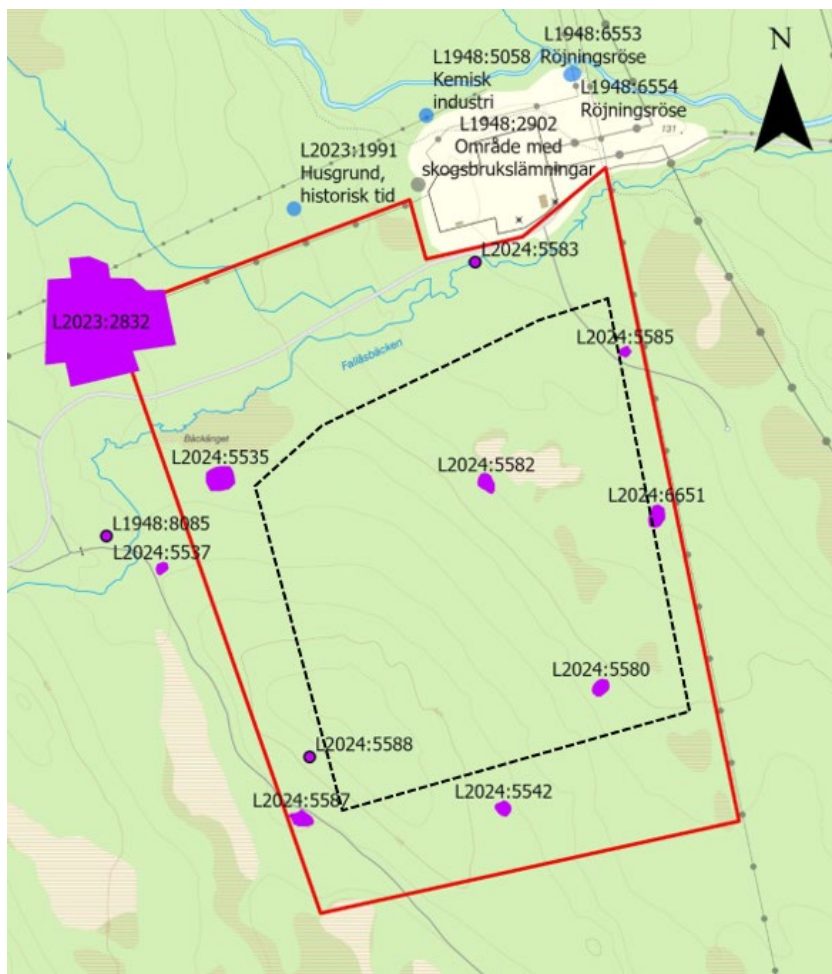 L1948:6553
Röjningsröse
N
L1948:5058
Kemisk
industri
L1948:6554
Röjningsröse
L1948:2902
Område med
skogsbrukslämningar
131
L2023:1991
Husgrund,
historisk tid
L2024:5583
L2023:2832
Fallåsbäcken
L2024:5585
Bäckänget
L2024:5535
L2024:5582
L2024:6651
L1948:8085
L2024:5537
L2024:5580
L2024:5588
L2024:5587
L2024:5542